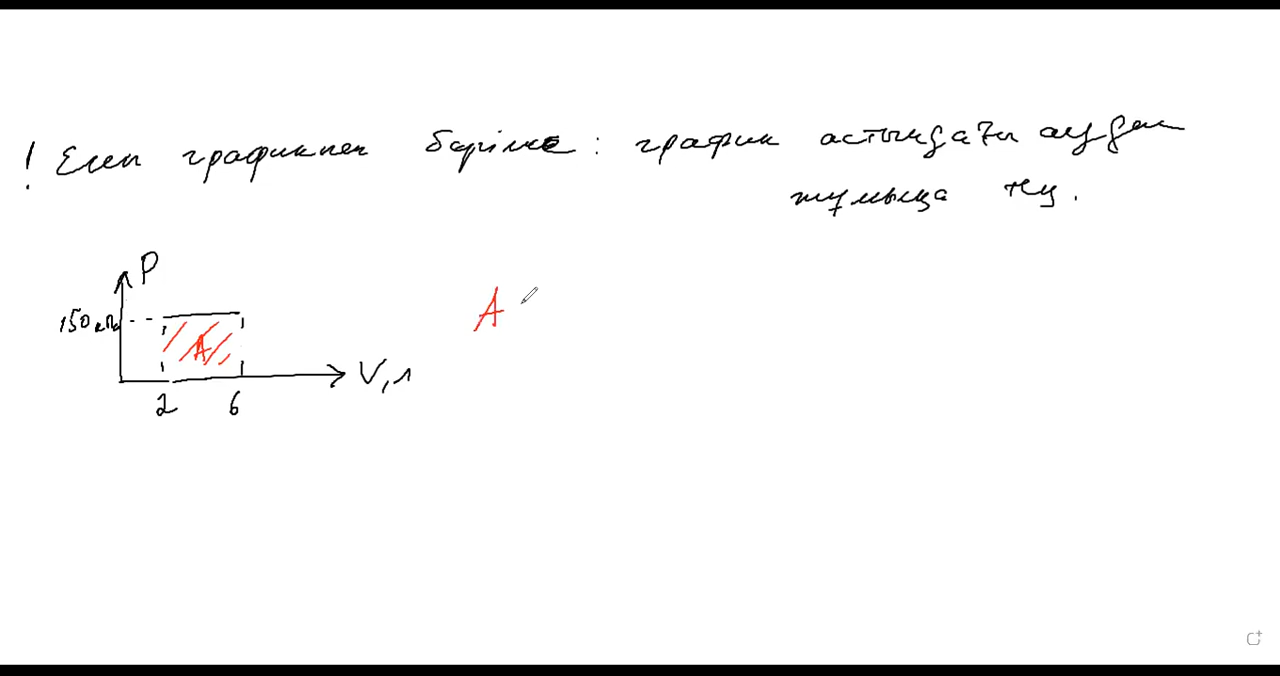 ! Есеп графикпен берілсе : график астындағы аудан
жұмысқа тең .
P
150 кПа
A
A
V, л
2 6